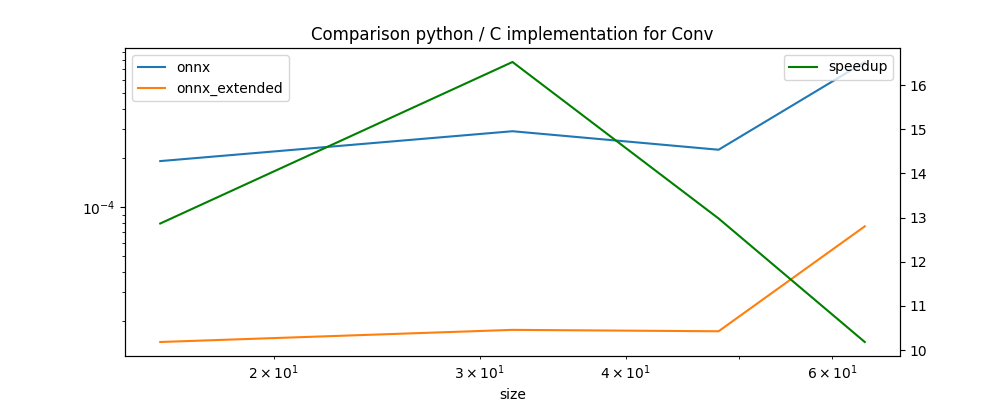 Comparison python / C implementation for Conv
onnx
onnx_extended
speedup
10⁻⁴
16
15
14
13
12
11
10
2 × 10¹
3 × 10¹
4 × 10¹
6 × 10¹
size